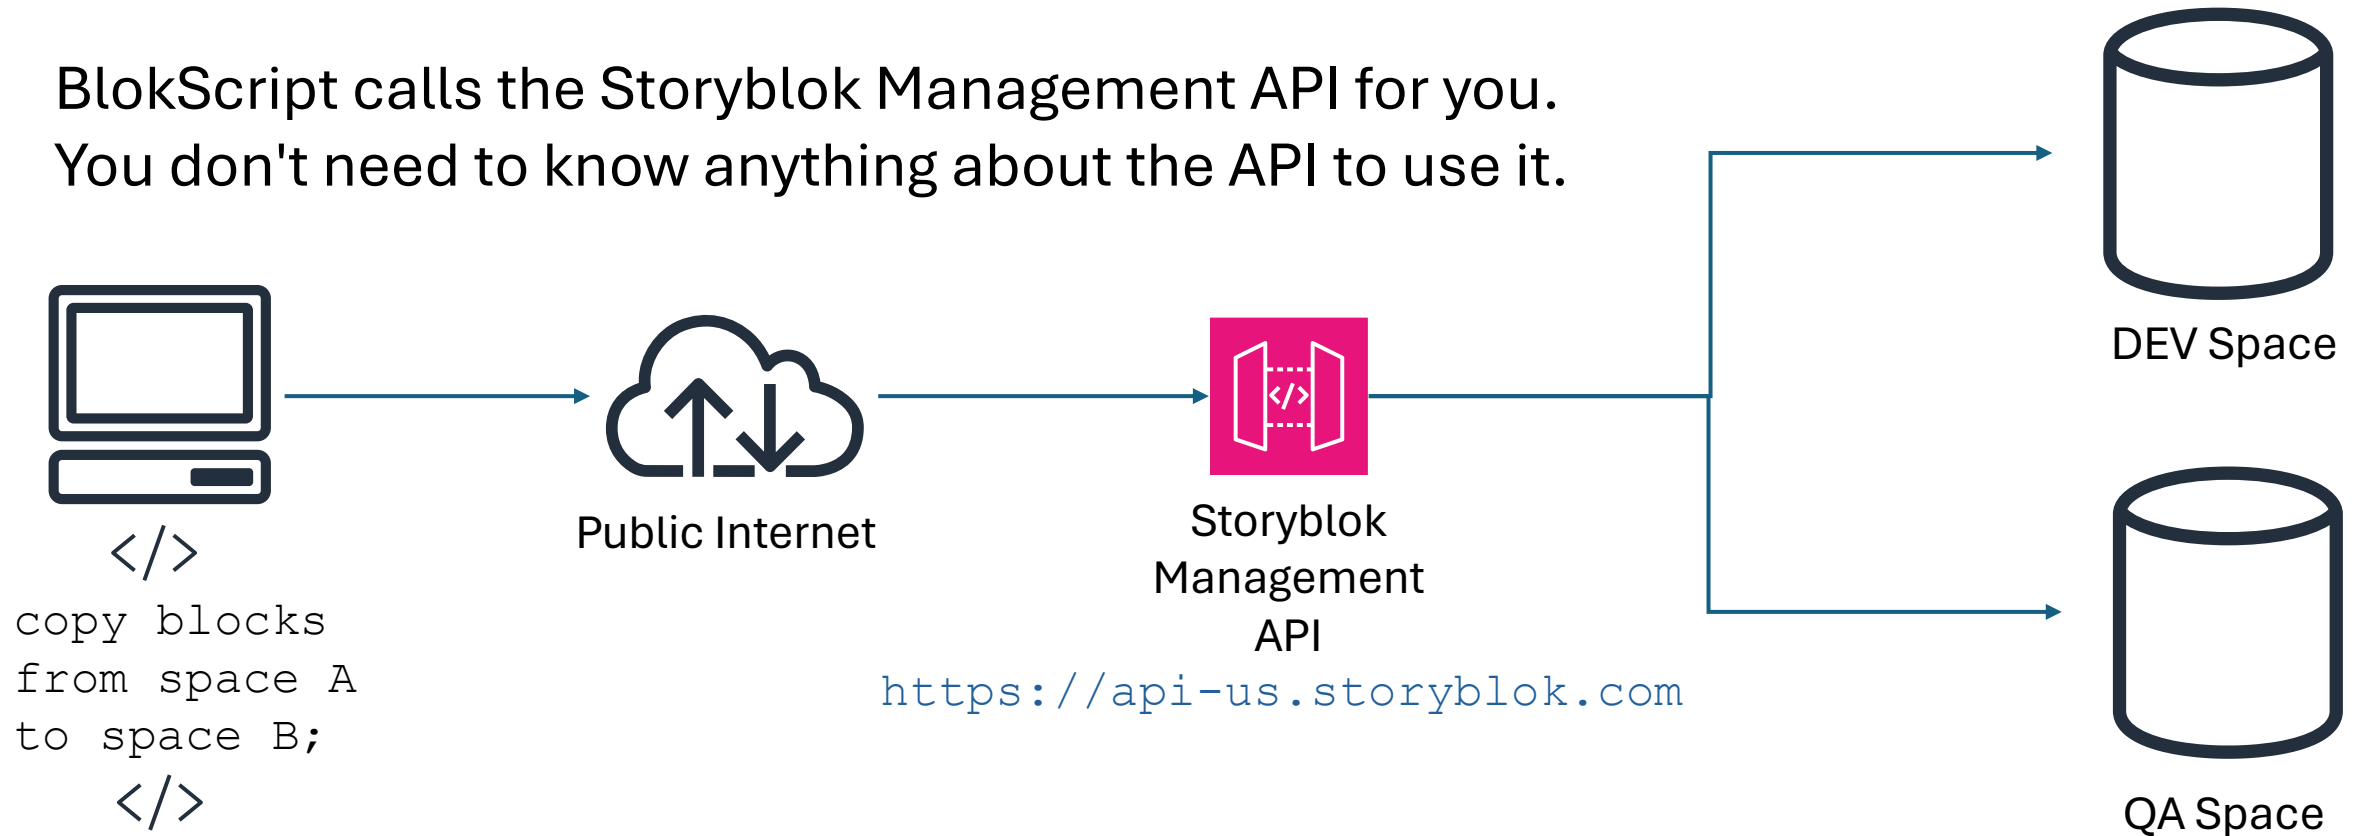 BlokScript calls the Storyblok Management API for you.
You don't need to know anything about the API to use it.
DEV Space
Public Internet
Storyblok
Management
API
https://api-us.storyblok.com
</>
</>
copy blocks
from space A
to space B;
</>
QA Space